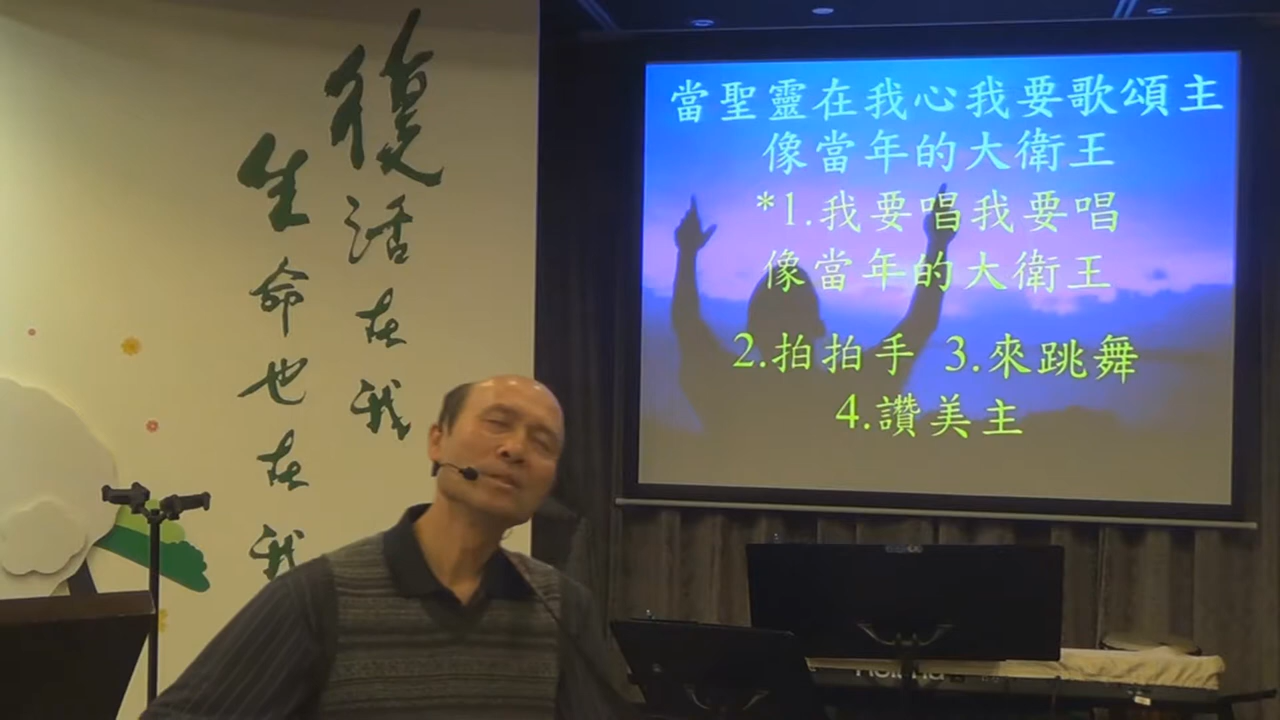 復活在我
生命也在我
當聖靈在我心我要歌頌主
像當年的大衛王
*1.我要唱我要唱
像當年的大衛王
2.拍拍手 3.來跳舞
4.讚美主
Roland